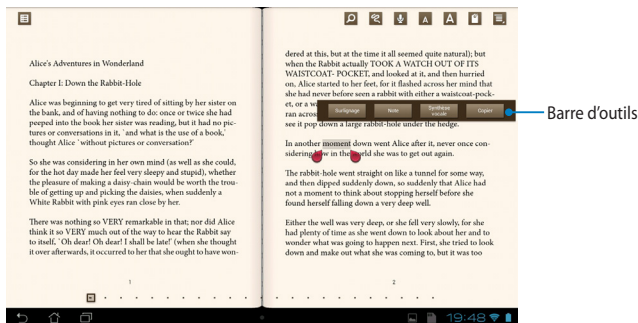 Alice's Adventures in Wonderland
Chapter I: Down the Rabbit-Hole
Alice was beginning to get very tired of sitting by her sister on
the bank, and of having nothing to do: once or twice she had
peeped into the book her sister was reading, but it had no pic-
tures or conversations in it, `and what is the use of a book,'
thought Alice `without pictures or conversation?'
So she was considering in her own mind (as well as she could,
for the hot day made her feel very sleepy and stupid), whether
the pleasure of making a daisy-chain would be worth the trou-
ble of getting up and picking the daisies, when suddenly a
White Rabbit with pink eyes ran close by her.
There was nothing so VERY remarkable in that; nor did Alice
think it so VERY much out of the way to hear the Rabbit say
to itself, `Oh dear! Oh dear! I shall be late!' (when she thought
it over afterwards, it occurred to her that she ought to have won-
1
dered at this, but at the time it all seemed quite natural); but
when the Rabbit actually TOOK A WATCH OUT OF ITS
WAISTCOAT- POCKET, and looked at it, and then hurried
on, Alice started to her feet, for it flashed across her mind that
she had never before seen a rabbit with either a waistcoat-pock-
et, or a
ran across
see it pop down a large rabbit-hole under the hedge.
Surlignage
Note
Synthèse vocale
Copier
Barre d'outils
In another moment down went Alice after it, never once con-
sidering how in the world she was to get out again.
The rabbit-hole went straight on like a tunnel for some way,
and then dipped suddenly down, so suddenly that Alice had
not a moment to think about stopping herself before she
found herself falling down a very deep well.
Either the well was very deep, or she fell very slowly, for she
had plenty of time as she went down to look about her and to
wonder what was going to happen next. First, she tried to look
down and make out what she was coming to, but it was too
2
19:48